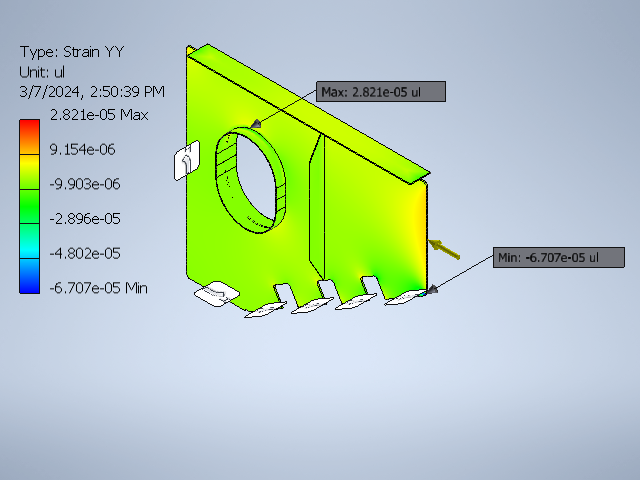 Type: Strain YY
Unit: ul
3/7/2024, 2:50:39 PM
2.821e-05 Max
9.154e-06
-9.903e-06
-2.896e-05
-4.802e-05
-6.707e-05 Min
Max: 2.821e-05 ul
Min: -6.707e-05 ul